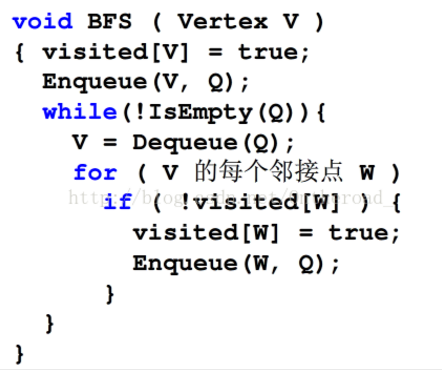 void BFS ( Vertex V )
{ visited[V] = true;
  Enqueue(V, Q);
  while(!IsEmpty(Q)){
    V = Dequeue(Q);
    for ( V 的每个邻接点 W )
      if ( !visited[W] ) {
        visited[W] = true;
        Enqueue(W, Q);
      }
  }
}